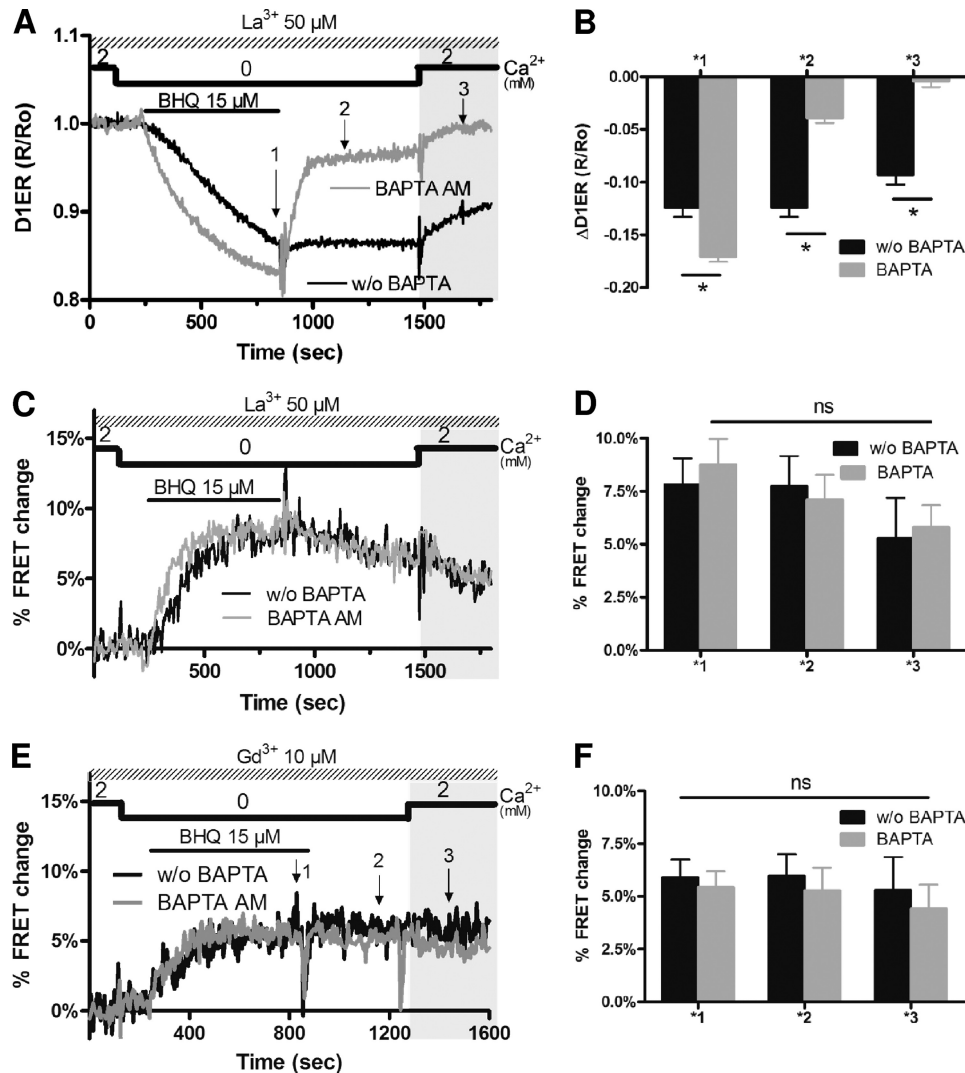 A
La³⁺ 50 µM
2
0
2
Ca²⁺
(mM)
BHQ 15 µM
1
2
3
BAPTA AM
w/o BAPTA
D1ER (R/Ro)
1.1
1.0
0.9
0.8
0
500
1000
1500
Time (sec)
B
*1
*2
*3
0.00
-0.05
-0.10
-0.15
-0.20
ΔD1ER (R/Ro)
*
*
*
w/o BAPTA
BAPTA
C
La³⁺ 50 µM
2
0
2
Ca²⁺
(mM)
BHQ 15 µM
w/o BAPTA
BAPTA AM
% FRET change
15%
10%
5%
0%
500
1000
1500
Time (sec)
D
ns
w/o BAPTA
BAPTA
% FRET change
10.0%
7.5%
5.0%
2.5%
0.0%
*1
*2
*3
E
Gd³⁺ 10 µM
2
0
2
Ca²⁺
(mM)
BHQ 15 µM
w/o BAPTA
BAPTA AM
1
2
3
% FRET change
15%
10%
5%
0%
400
800
1200
1600
Time (sec)
F
ns
w/o BAPTA
BAPTA
% FRET change
10.0%
7.5%
5.0%
2.5%
0.0%
*1
*2
*3